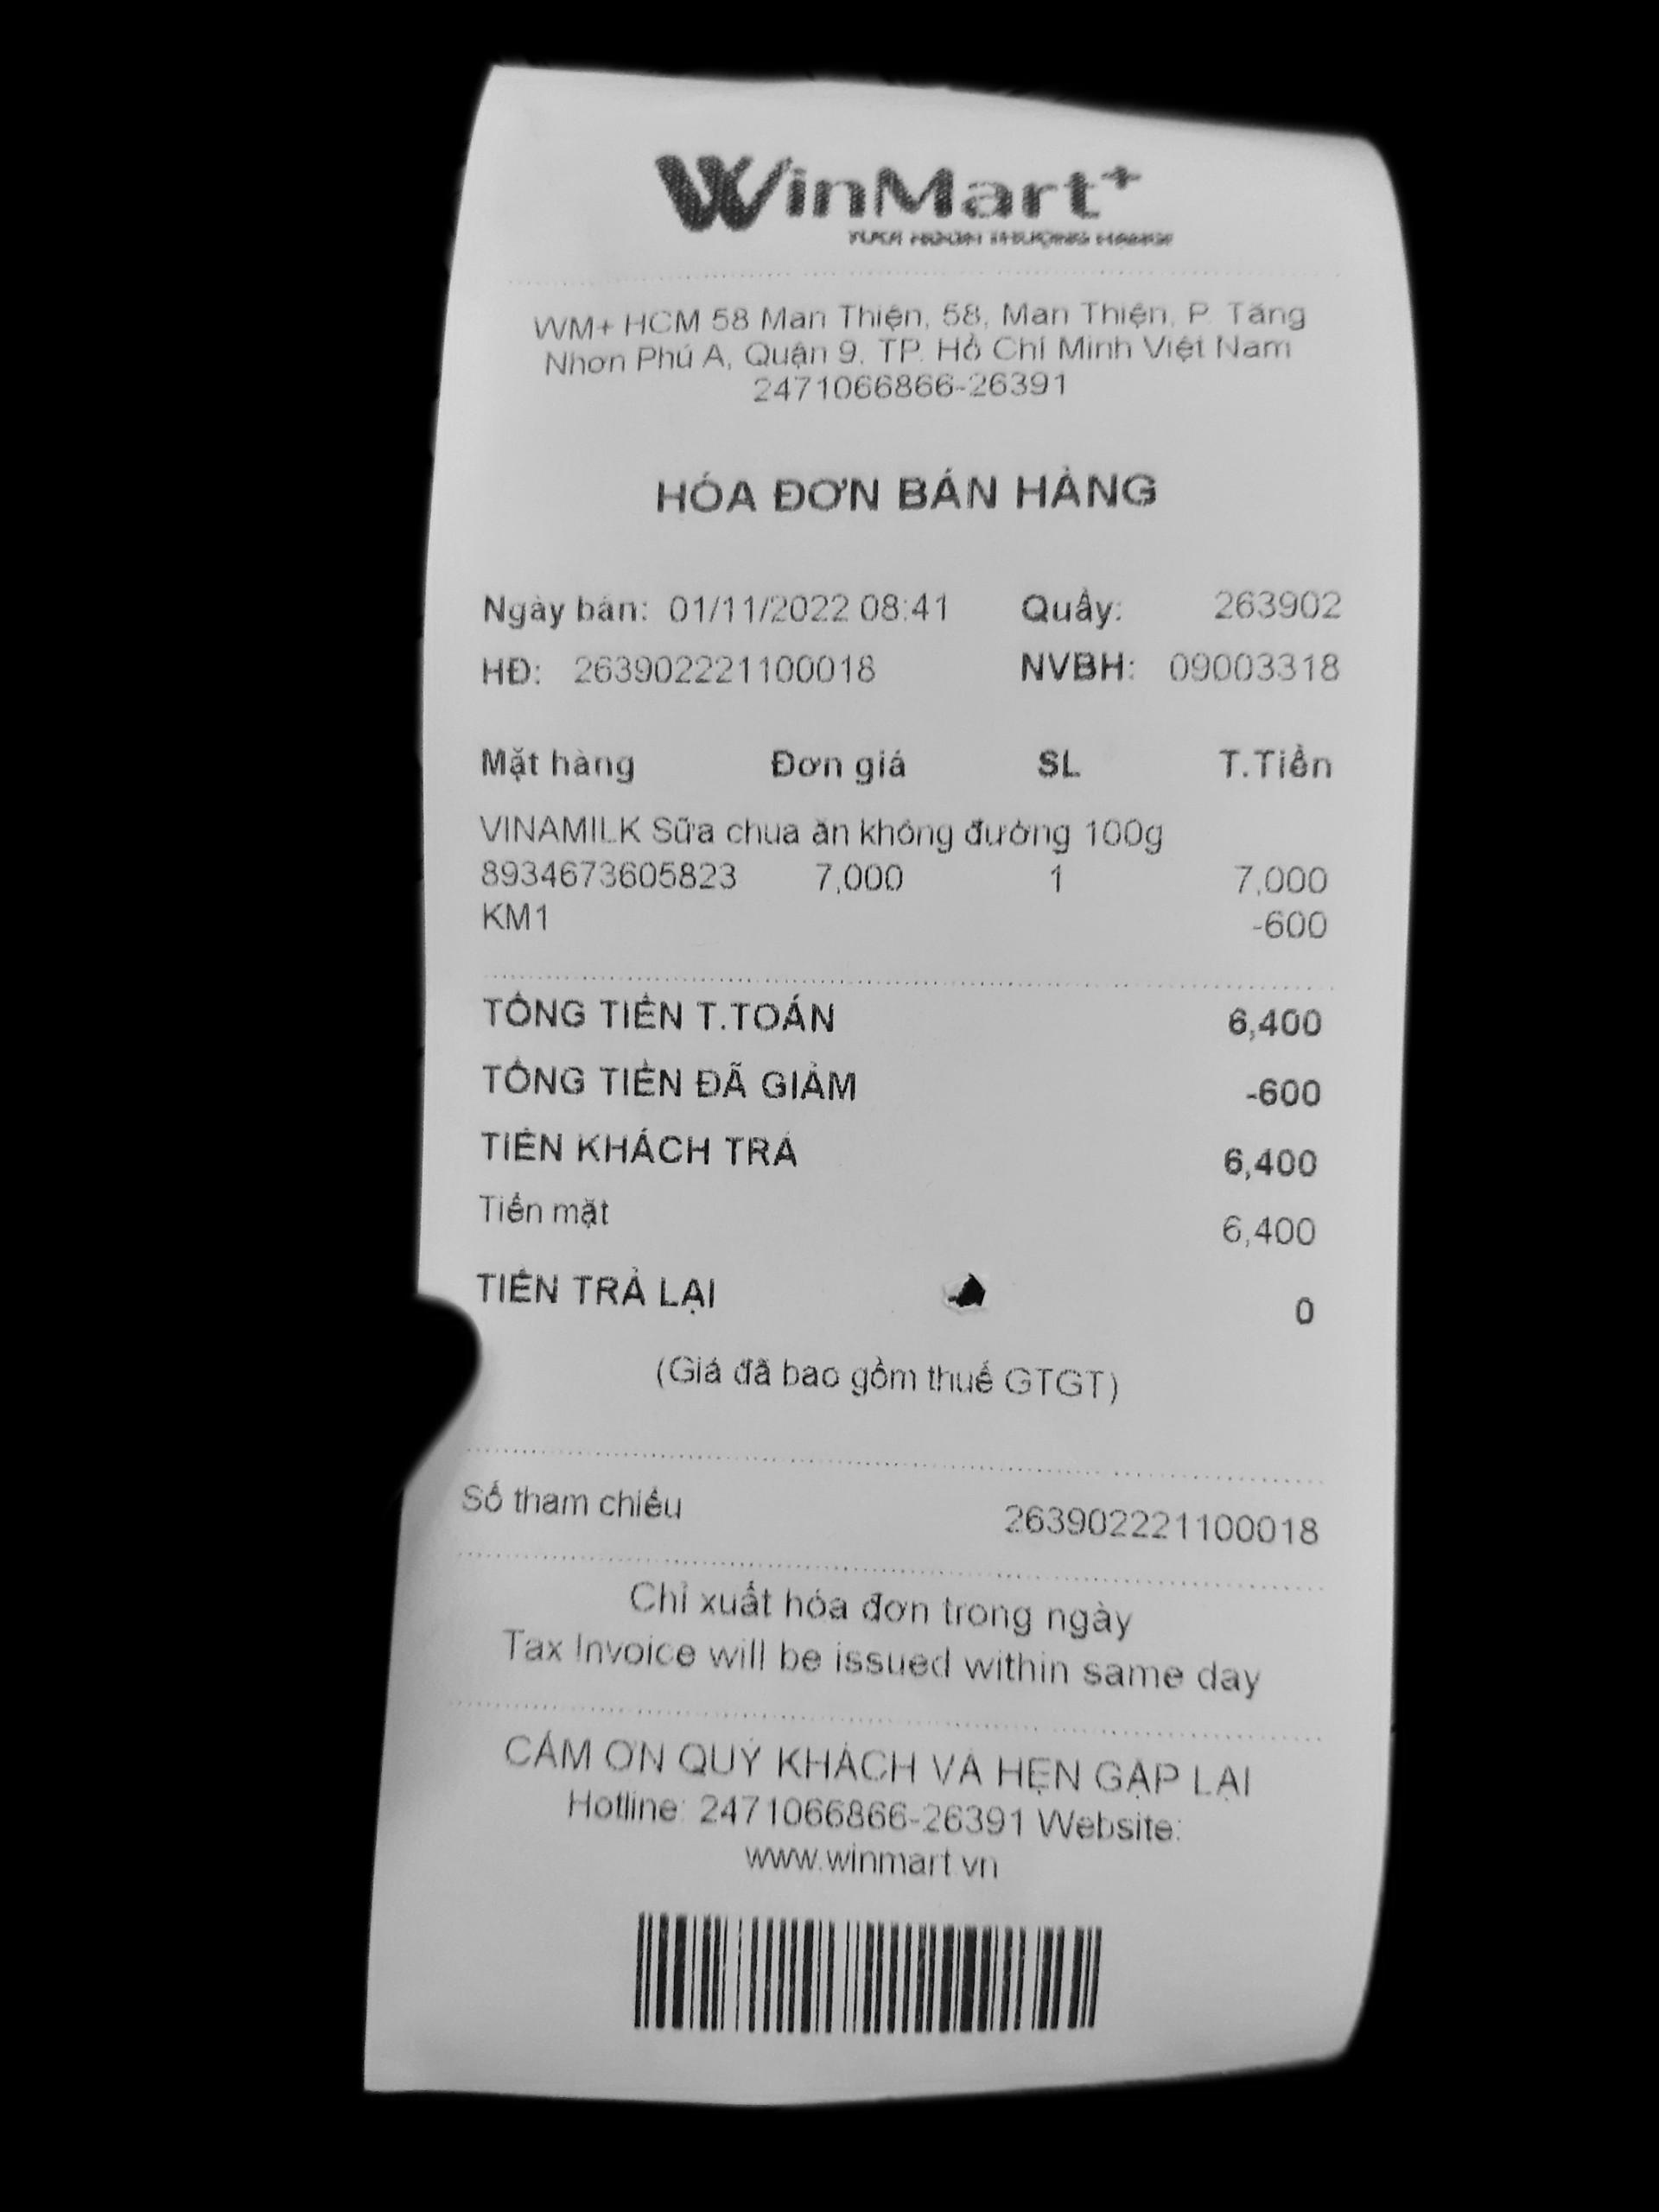 WinMart+
TƯƠI NGON THƯỢNG HẠNG
WM+ HCM 58 Man Thiện, 58, Man Thiện, P. Tăng
Nhơn Phú A, Quận 9, TP. Hồ Chí Minh Việt Nam
2471066866-26391
HÓA ĐƠN BÁN HÀNG
Ngày bán: 01/11/2022 08:41 Quầy: 263902
HĐ: 263902221100018 NVBH: 09003318
Mặt hàng Đơn giá SL T.Tiền
VINAMILK Sữa chua ăn không đường 100g
8934673605823 7,000 1 7,000
KM1 -600
TỔNG TIỀN T.TOÁN 6,400
TỔNG TIỀN ĐÃ GIẢM -600
TIỀN KHÁCH TRẢ 6,400
Tiền mặt 6,400
TIỀN TRẢ LẠI 0
(Giá đã bao gồm thuế GTGT)
Số tham chiếu 263902221100018
Chỉ xuất hóa đơn trong ngày
Tax Invoice will be issued within same day
CẢM ƠN QUÝ KHÁCH VÀ HẸN GẶP LẠI
Hotline: 2471066866-26391 Website:
www.winmart.vn